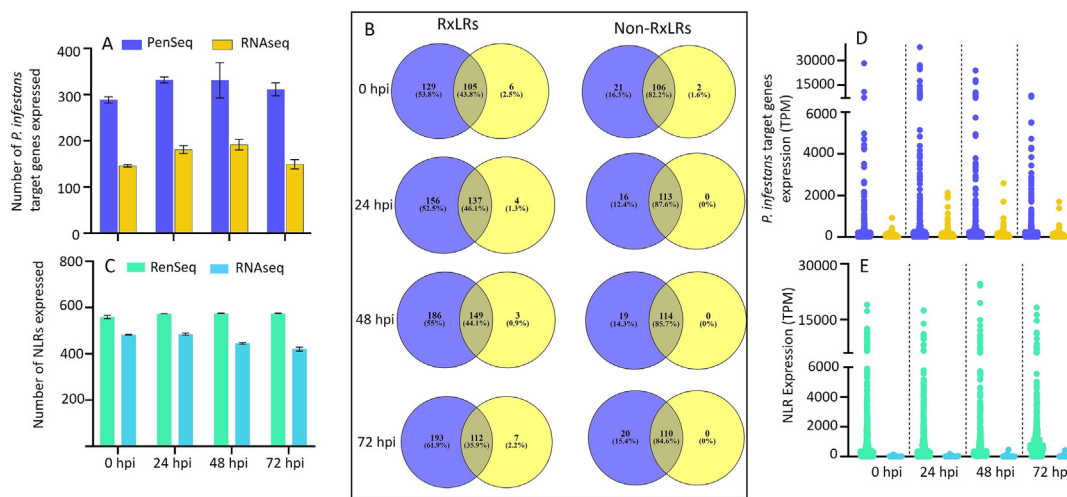 A
PenSeq
RNAseq
Number of P. infestans
target genes expressed
400
300
200
100
0
C
RenSeq
RNAseq
Number of NLRs expressed
800
600
400
200
0 hpi
24 hpi
48 hpi
72 hpi
B
RxLRs
Non-RxLRs
0 hpi
129
(53.8%)
105
(43.8%)
6
(2.5%)
21
(16.3%)
106
(82.2%)
2
(1.6%)
24 hpi
156
(52.5%)
137
(46.1%)
4
(1.3%)
16
(12.4%)
113
(87.6%)
0
(0%)
48 hpi
186
(55%)
149
(44.1%)
3
(0.9%)
19
(14.3%)
114
(85.7%)
0
(0%)
72 hpi
193
(61.9%)
112
(35.9%)
7
(2.2%)
20
(15.4%)
110
(84.6%)
0
(0%)
D
P. infestans target genes
expression (TPM)
30000
15000
6000
4000
2000
0
E
NLR Expression (TPM)
30000
15000
6000
4000
2000
0
0 hpi
24 hpi
48 hpi
72 hpi